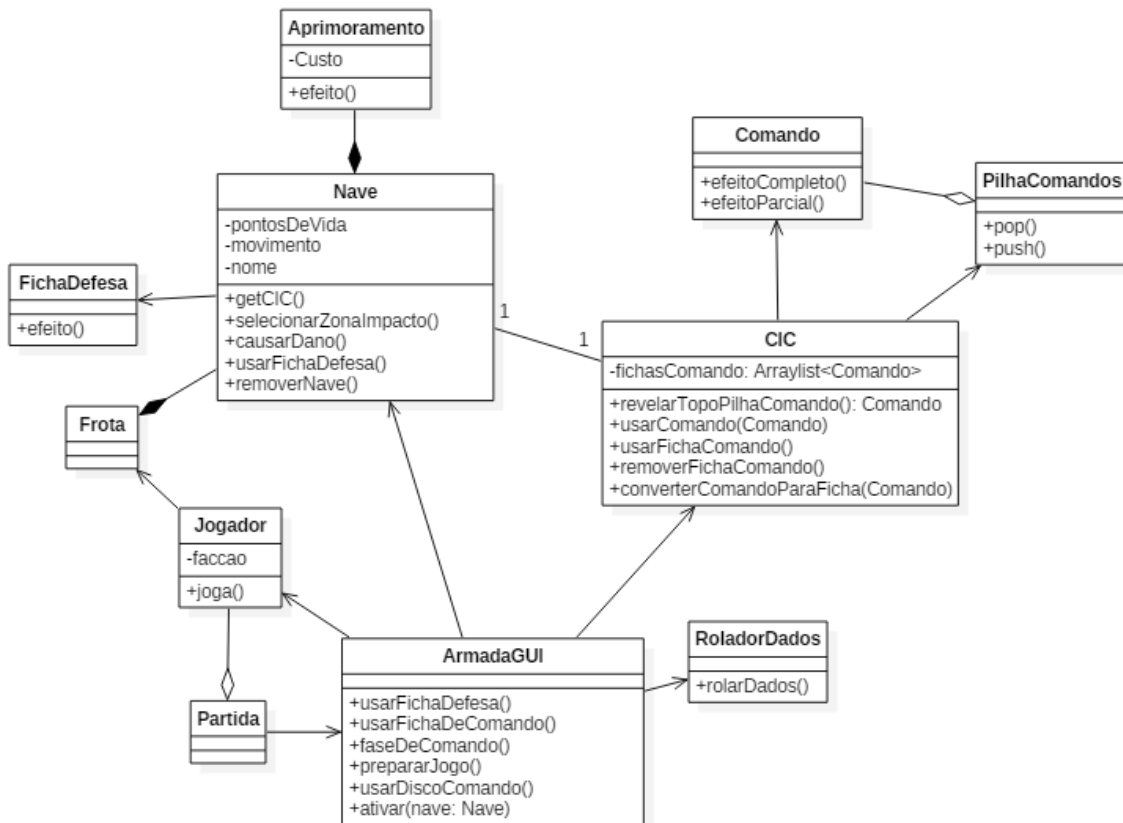 Aprimoramento
-Custo
+efeito()
Comando
+efeitoCompleto()
+efeitoParcial()
PilhaComandos
+pop()
+push()
Nave
-pontosDeVida
-movimento
-nome
+getCIC()
+selecionarZonaImpacto()
+causarDano()
+usarFichaDefesa()
+removerNave()
FichaDefesa
+efeito()
1
1
CIC
-fichasComando: Arraylist<Comando>
+revelarTopoPilhaComando(): Comando
+usarComando(Comando)
+usarFichaComando()
+removerFichaComando()
+converterComandoParaFicha(Comando)
Frota
Jogador
-faccao
+joga()
ArmadaGUI
+usarFichaDefesa()
+usarFichaDeComando()
+faseDeComando()
+prepararJogo()
+usarDiscoComando()
+ativar(nave: Nave)
RoladorDados
+rolarDados()
Partida